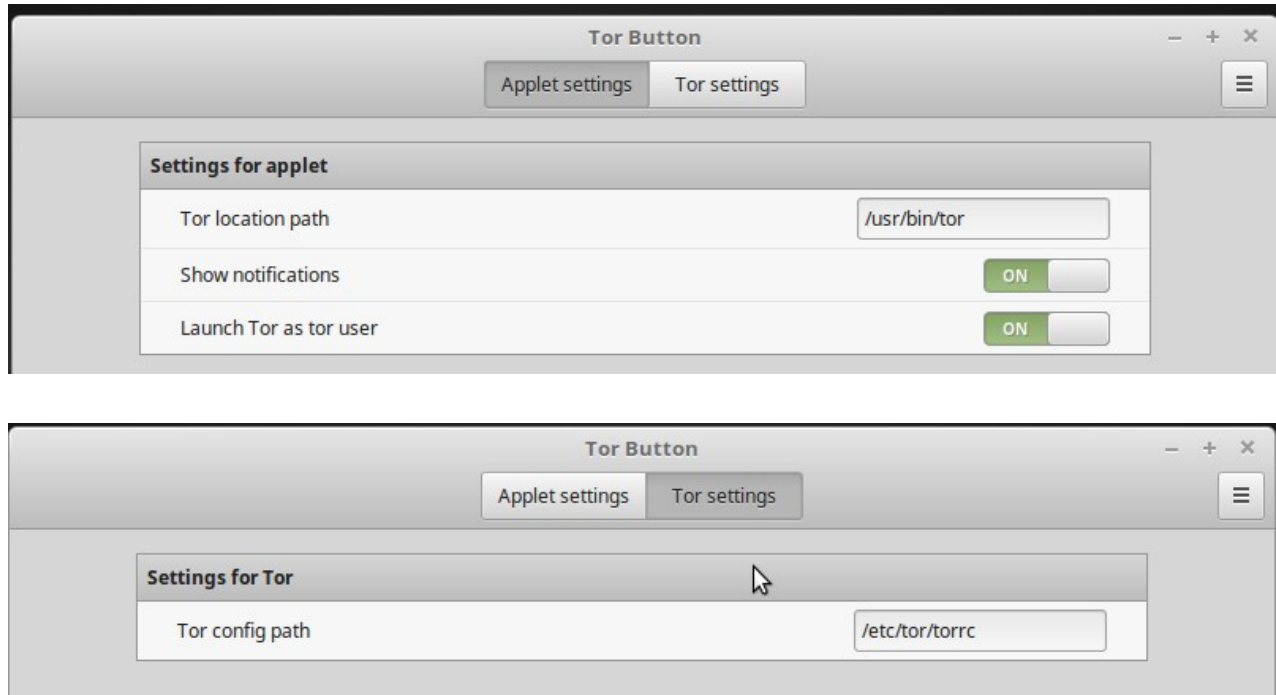 Tor Button
Applet settings Tor settings
Settings for applet
Tor location path /usr/bin/tor
Show notifications ON
Launch Tor as tor user ON
Tor Button
Applet settings Tor settings
Settings for Tor
Tor config path /etc/tor/torrc